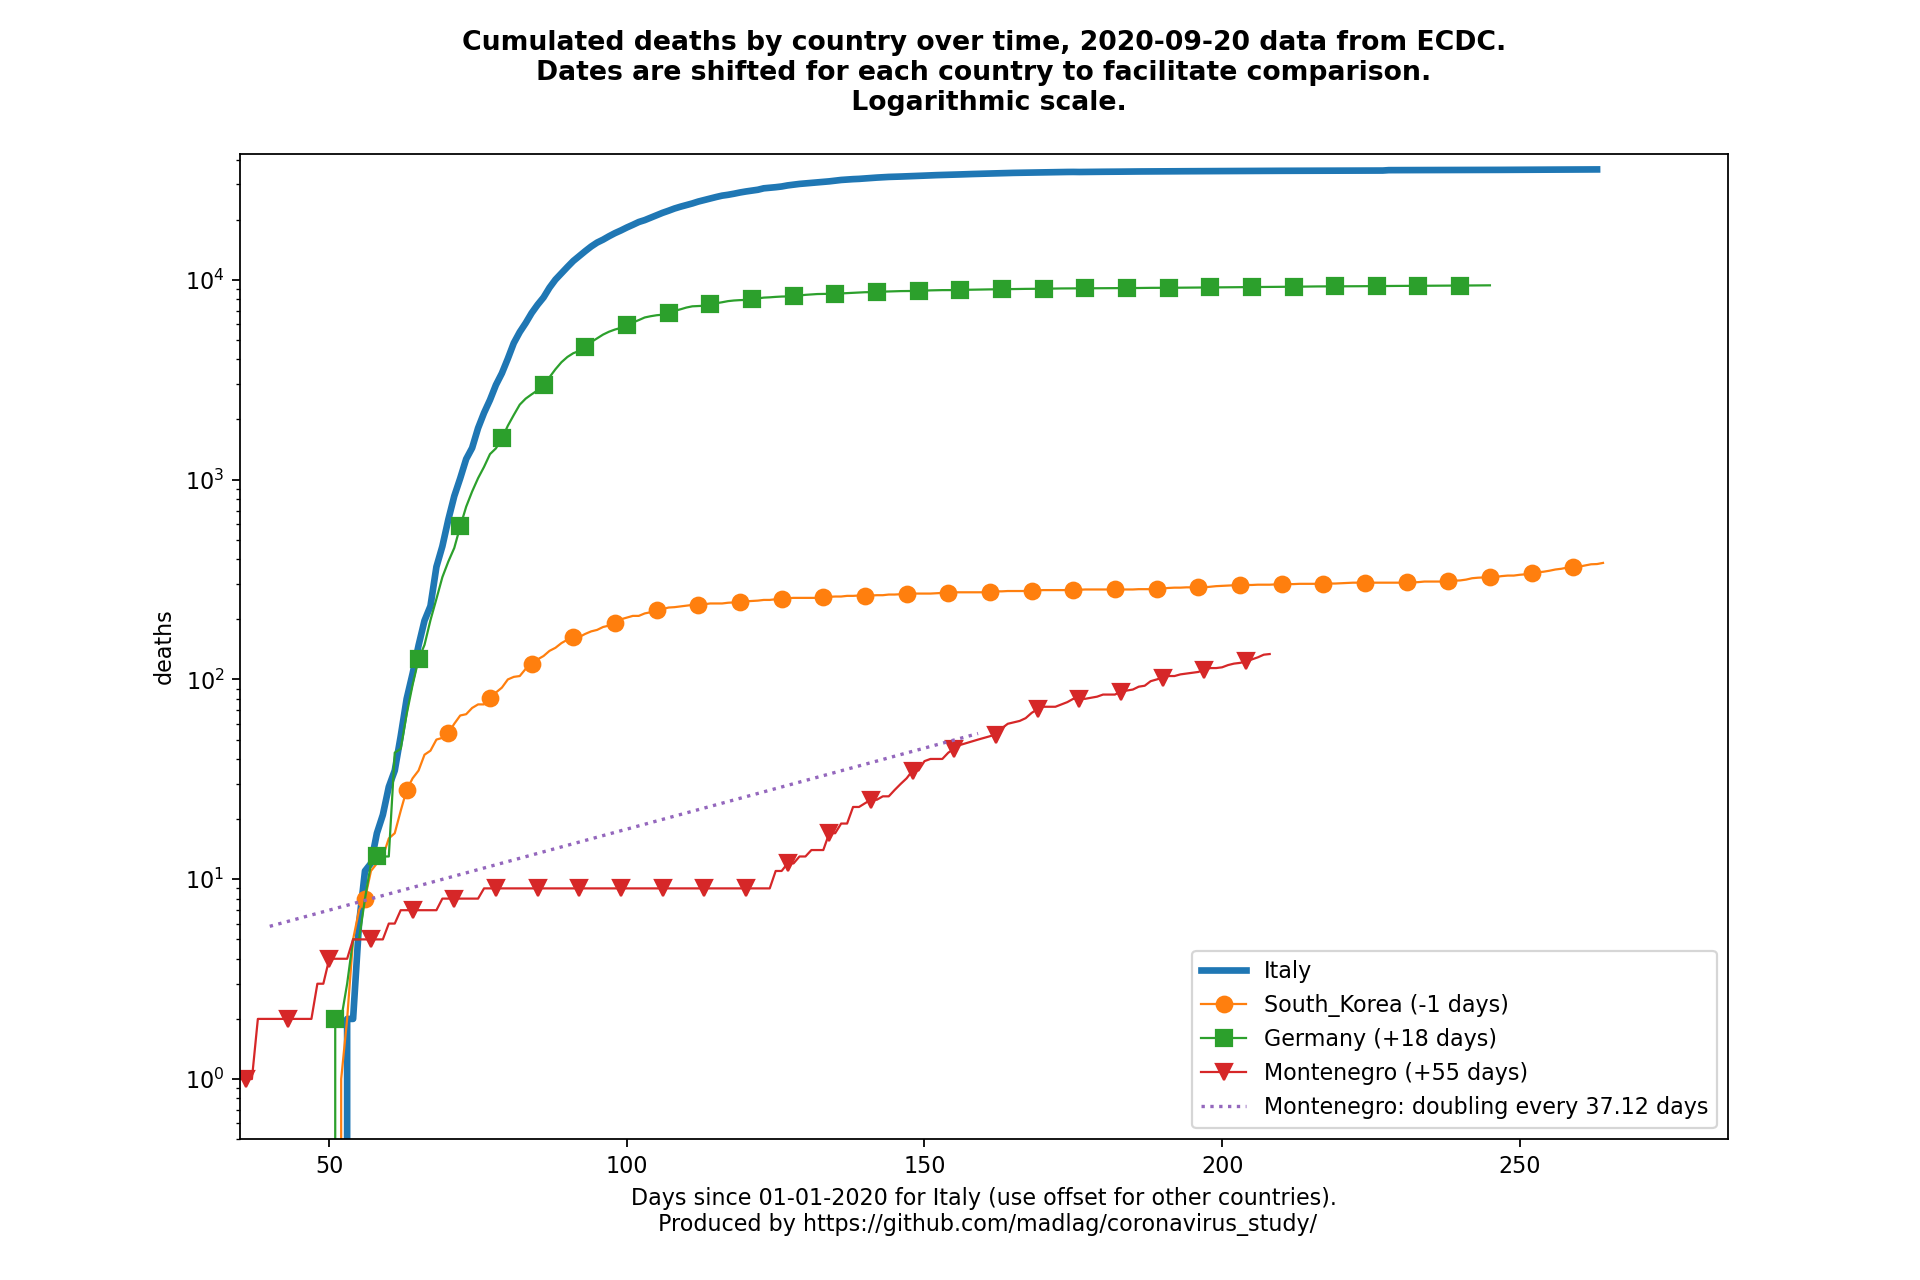 Cumulated deaths by country over time, 2020-09-20 data from ECDC.
Dates are shifted for each country to facilitate comparison.
Logarithmic scale.
deaths
10⁴
10³
10²
10¹
10⁰
50
100
150
200
250
Italy
South_Korea (-1 days)
Germany (+18 days)
Montenegro (+55 days)
Montenegro: doubling every 37.12 days
Days since 01-01-2020 for Italy (use offset for other countries).
Produced by https://github.com/madlag/coronavirus_study/